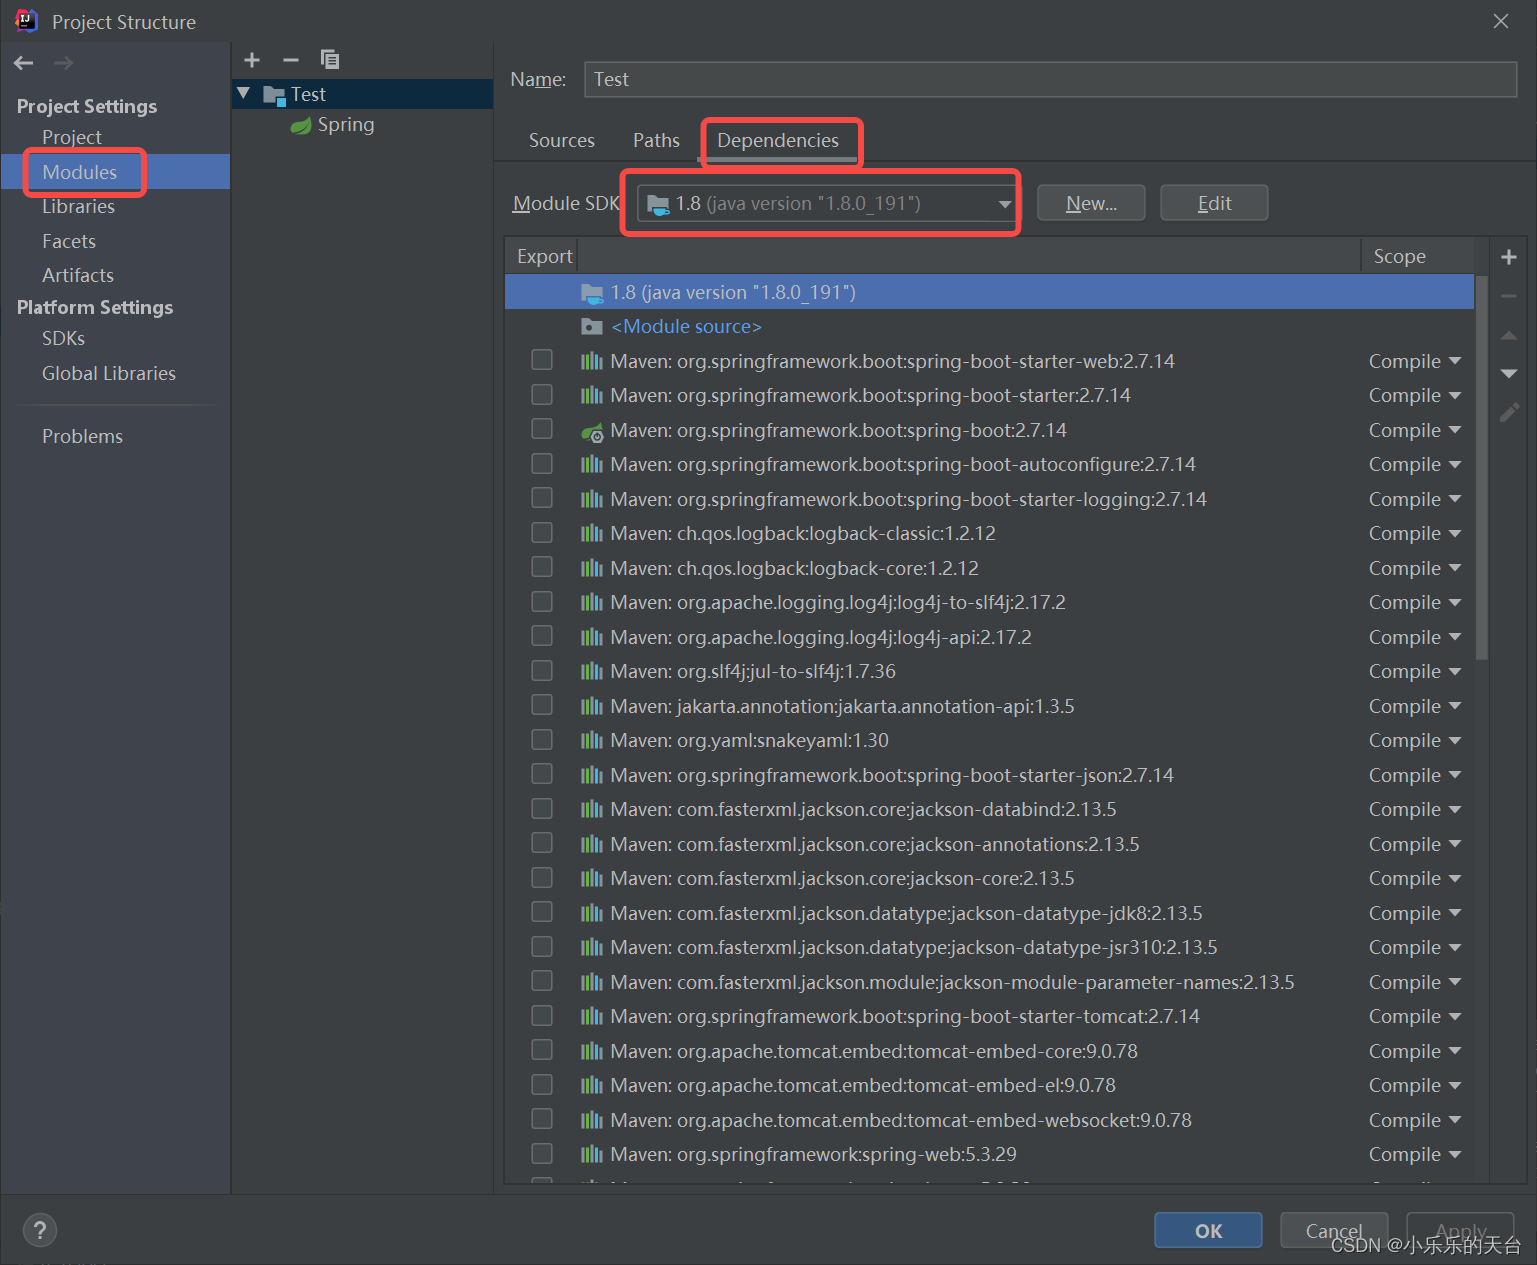 Project Structure
Project Settings
Project
Modules
Libraries
Facets
Artifacts
Platform Settings
SDKs
Global Libraries
Problems
Test
Spring
Name: Test
Sources Paths Dependencies
Module SDK 1.8 (java version "1.8.0_191") New... Edit
Export Scope
1.8 (java version "1.8.0_191")
<Module source>
Maven: org.springframework.boot:spring-boot-starter-web:2.7.14 Compile
Maven: org.springframework.boot:spring-boot-starter:2.7.14 Compile
Maven: org.springframework.boot:spring-boot:2.7.14 Compile
Maven: org.springframework.boot:spring-boot-autoconfigure:2.7.14 Compile
Maven: org.springframework.boot:spring-boot-starter-logging:2.7.14 Compile
Maven: ch.qos.logback:logback-classic:1.2.12 Compile
Maven: ch.qos.logback:logback-core:1.2.12 Compile
Maven: org.apache.logging.log4j:log4j-to-slf4j:2.17.2 Compile
Maven: org.apache.logging.log4j:log4j-api:2.17.2 Compile
Maven: org.slf4j:jul-to-slf4j:1.7.36 Compile
Maven: jakarta.annotation:jakarta.annotation-api:1.3.5 Compile
Maven: org.yaml:snakeyaml:1.30 Compile
Maven: org.springframework.boot:spring-boot-starter-json:2.7.14 Compile
Maven: com.fasterxml.jackson.core:jackson-databind:2.13.5 Compile
Maven: com.fasterxml.jackson.core:jackson-annotations:2.13.5 Compile
Maven: com.fasterxml.jackson.core:jackson-core:2.13.5 Compile
Maven: com.fasterxml.jackson.datatype:jackson-datatype-jdk8:2.13.5 Compile
Maven: com.fasterxml.jackson.datatype:jackson-datatype-jsr310:2.13.5 Compile
Maven: com.fasterxml.jackson.module:jackson-module-parameter-names:2.13.5 Compile
Maven: org.springframework.boot:spring-boot-starter-tomcat:2.7.14 Compile
Maven: org.apache.tomcat.embed:tomcat-embed-core:9.0.78 Compile
Maven: org.apache.tomcat.embed:tomcat-embed-el:9.0.78 Compile
Maven: org.apache.tomcat.embed:tomcat-embed-websocket:9.0.78 Compile
Maven: org.springframework:spring-web:5.3.29 Compile
? OK Cancel Apply
CSDN @小乐乐的天台